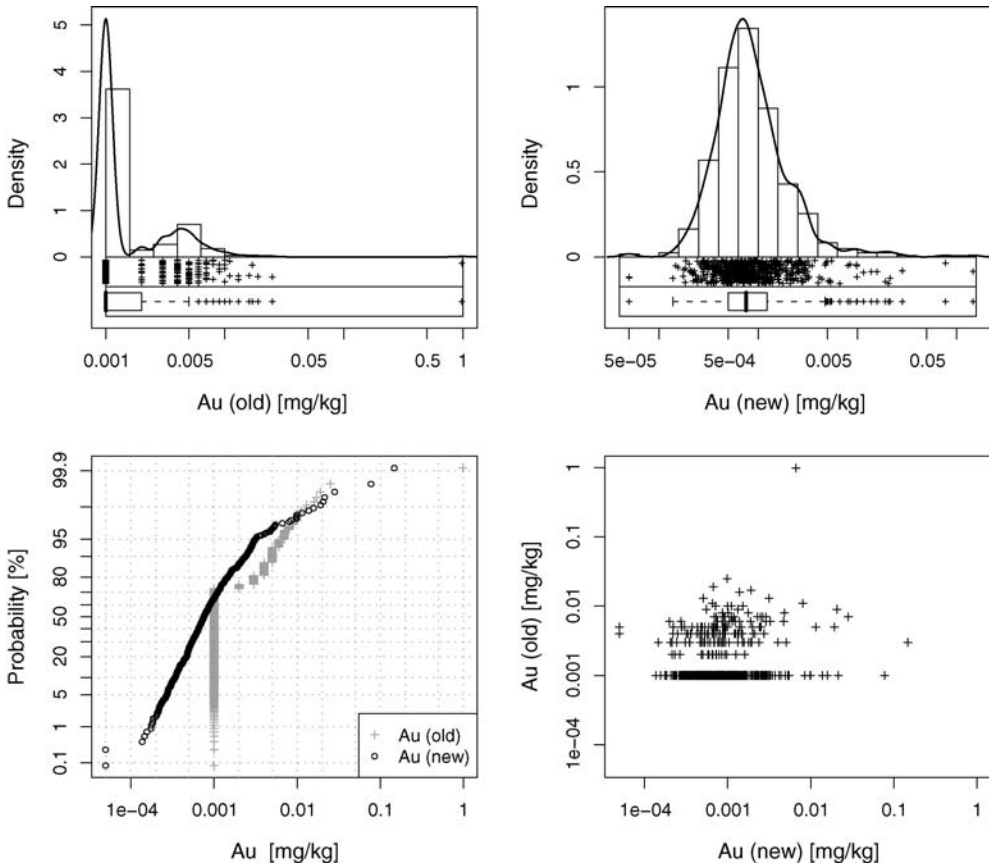 Density
5
4
3
2
1
0
0.001 0.005 0.05 0.5 1
Au (old) [mg/kg]
Density
1
0.5
0
5e−05 5e−04 0.005 0.05
Au (new) [mg/kg]
Probability [%]
99.9
95
80
50
20
5
1
0.1
Au (old)
Au (new)
1e−04 0.001 0.01 0.1 1
Au [mg/kg]
Au (old) [mg/kg]
1
0.1
0.01
0.001
1e−04
1e−04 0.001 0.01 0.1 1
Au (new) [mg/kg]